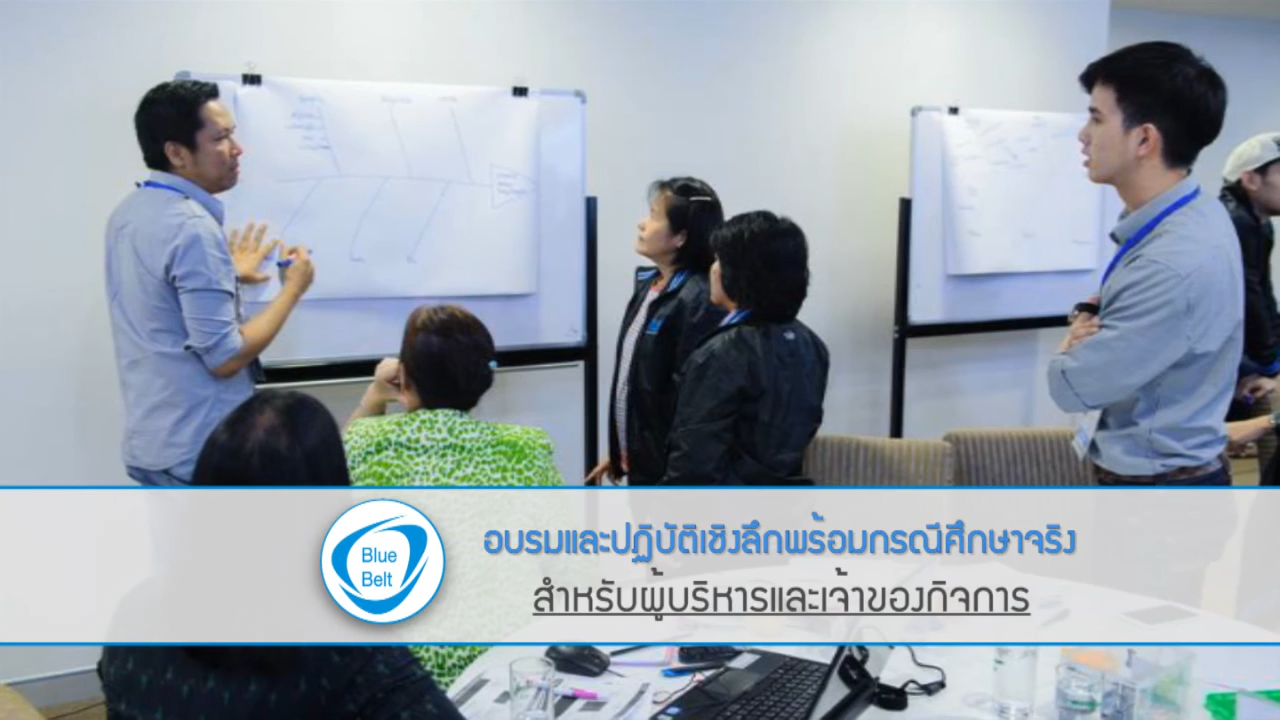 Blue
Belt
อบรมและปฏิบัติเชิงลึกพร้อมกรณีศึกษาจริง
สำหรับผู้บริหารและเจ้าของกิจการ